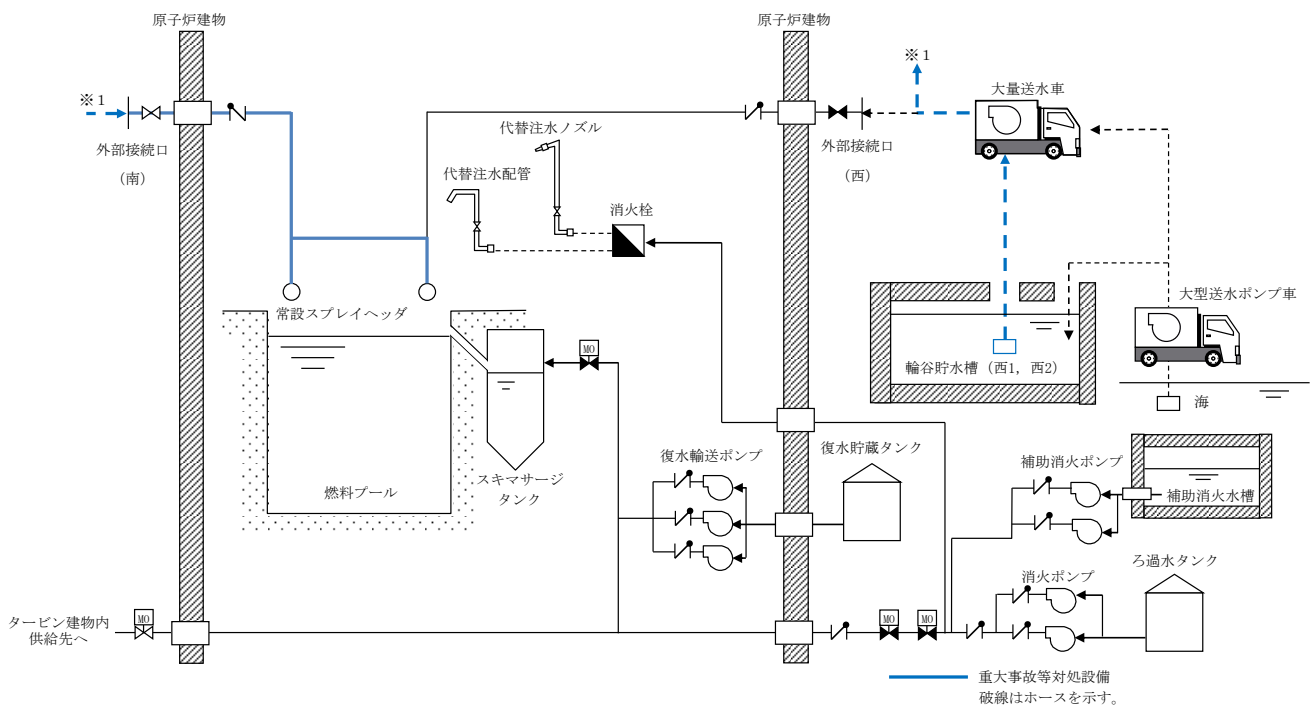 原子炉建物
原子炉建物
※1
※1
大量送水車
外部接続口
（南）
代替注水ノズル
代替注水配管
消火栓
外部接続口
（西）
常設スプレイヘッダ
大型送水ポンプ車
MO
輪谷貯水槽（西1，西2）
海
復水輸送ポンプ
復水貯蔵タンク
補助消火ポンプ
スキマサージ
タンク
燃料プール
補助消火水槽
消火ポンプ
ろ過水タンク
タービン建物内
供給先へ
MO
MO
MO
重大事故等対処設備
破線はホースを示す。